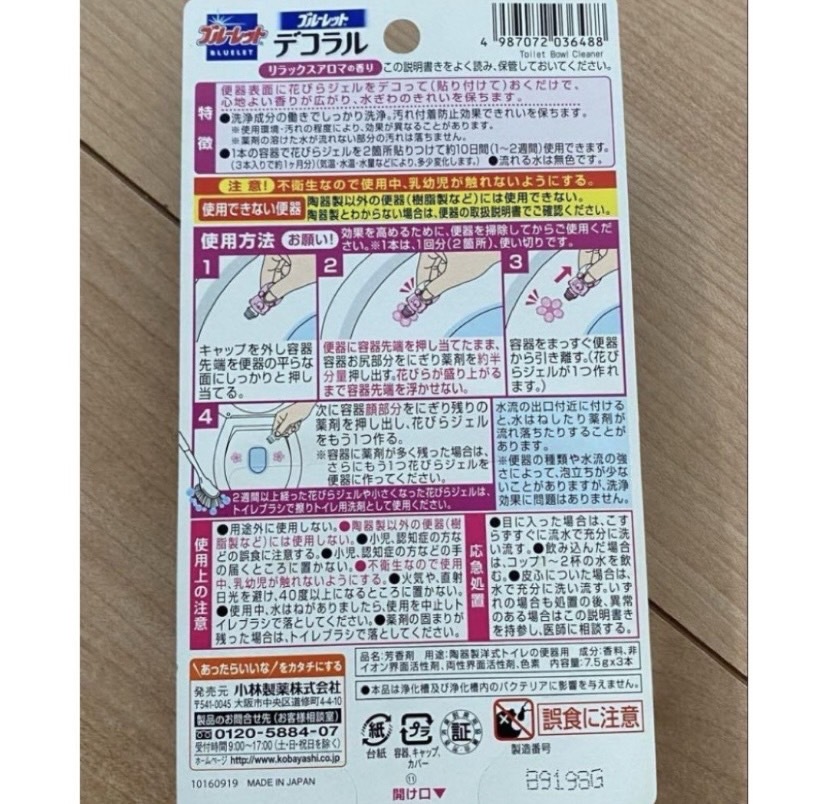 ブルーレット
BLUELET
ブルーレット
デコラル
リラックスアロマの香り
この説明書きをよく読み、保管しておいてください。
4 987072 036488
Toilet Bowl Cleaner
特徴
便器表面に花びらジェルをデコって(貼り付けて)おくだけで、
心地よい香りが広がり、水ぎわのきれいを保ちます。
●洗浄成分の働きでしっかり洗浄。汚れ付着防止効果できれいを保ちます。
※使用環境・汚れの程度により、効果が異なることがあります。
※薬剤の溶けた水が流れない部分の汚れは落ちません。
●1本の容器で花びらジェルを2箇所貼りつけて約10日間(1〜2週間)使用できます。
(3本入りで約1ヶ月分)(気温・水温・水量などにより、多少変化します。) ●流れる水は無色です。
注意! 不衛生なので使用中、乳幼児が触れないようにする。
使用できない便器
陶器製以外の便器(樹脂製など)には使用できない。
陶器製とわからない場合は、便器の取扱説明書でご確認ください。
使用方法
お願い!
効果を高めるために、便器を掃除してからご使用くだ
さい。※1本は、1回分(2箇所)、使い切りです。
1
キャップを外し容器
先端を便器の平らな
面にしっかりと押し
当てる。
2
便器に容器先端を押し当てたまま、
容器お尻部分をにぎり薬剤を約半
分量押し出す。花びらが盛り上がる
まで容器先端を浮かせない。
3
容器をまっすぐ便器
から引き離す。(花び
らジェルが1つ作れ
ます。)
4
次に容器顔部分をにぎり残りの
薬剤を押し出し、花びらジェル
をもう1つ作る。
※容器に薬剤が多く残った場合は、
さらにもう1つ花びらジェルを
便器に作ってください。
2週間以上経った花びらジェルや小さくなった花びらジェルは、
トイレブラシで擦りトイレ用洗剤として使用ください。
水流の出口付近に付ける
と、水はねしたり薬剤が
流れ落ちたりすることが
あります。
※便器の種類や水流の強
さによって、泡立ちが少な
いことがありますが、洗浄
効果に問題はありません。
使用上の注意
●用途外に使用しない。●陶器製以外の便器(樹
脂製など)には使用しない。●小児、認知症の方な
どの誤食に注意する。●小児、認知症の方などの手
の届くところに置かない。●不衛生なので使用
中、乳幼児が触れないようにする。●火気や、直射
日光を避け、40度以上になるところに置かない。
●使用中、水はねがありましたら、使用を中止しト
イレブラシで落としてください。●薬剤の固まりが
残った場合は、トイレブラシで落としてください。
応急処置
●目に入った場合は、こす
らずすぐに流水で充分に洗
い流す。●飲み込んだ場合
は、コップ1〜2杯の水を飲
む。●皮ふについた場合は、
水で充分に洗い流す。いず
れの場合も処置の後、異常
のある場合はこの説明書き
を持参し、医師に相談する。
"あったらいいな"をカタチにする
発売元 小林製薬株式会社
〒541-0045 大阪市中央区道修町4-4-10
製品のお問合せ先(お客様相談室)
0120-5884-07
受付時間9:00〜17:00(土・日・祝日を除く)
ホームページ http://www.kobayashi.co.jp
10160919 MADE IN JAPAN
品名:芳香剤 用途:陶器製洋式トイレの便器用 成分:香料、非
イオン界面活性剤、両性界面活性剤、色素 内容量:7.5g×3本
●本品は浄化槽及び浄化槽内のバクテリアに影響を与えません。
紙
台紙
プラ
容器、キャップ、
カバー
証
誤食に注意
製造番号
B9198G
⑪
開け口▼